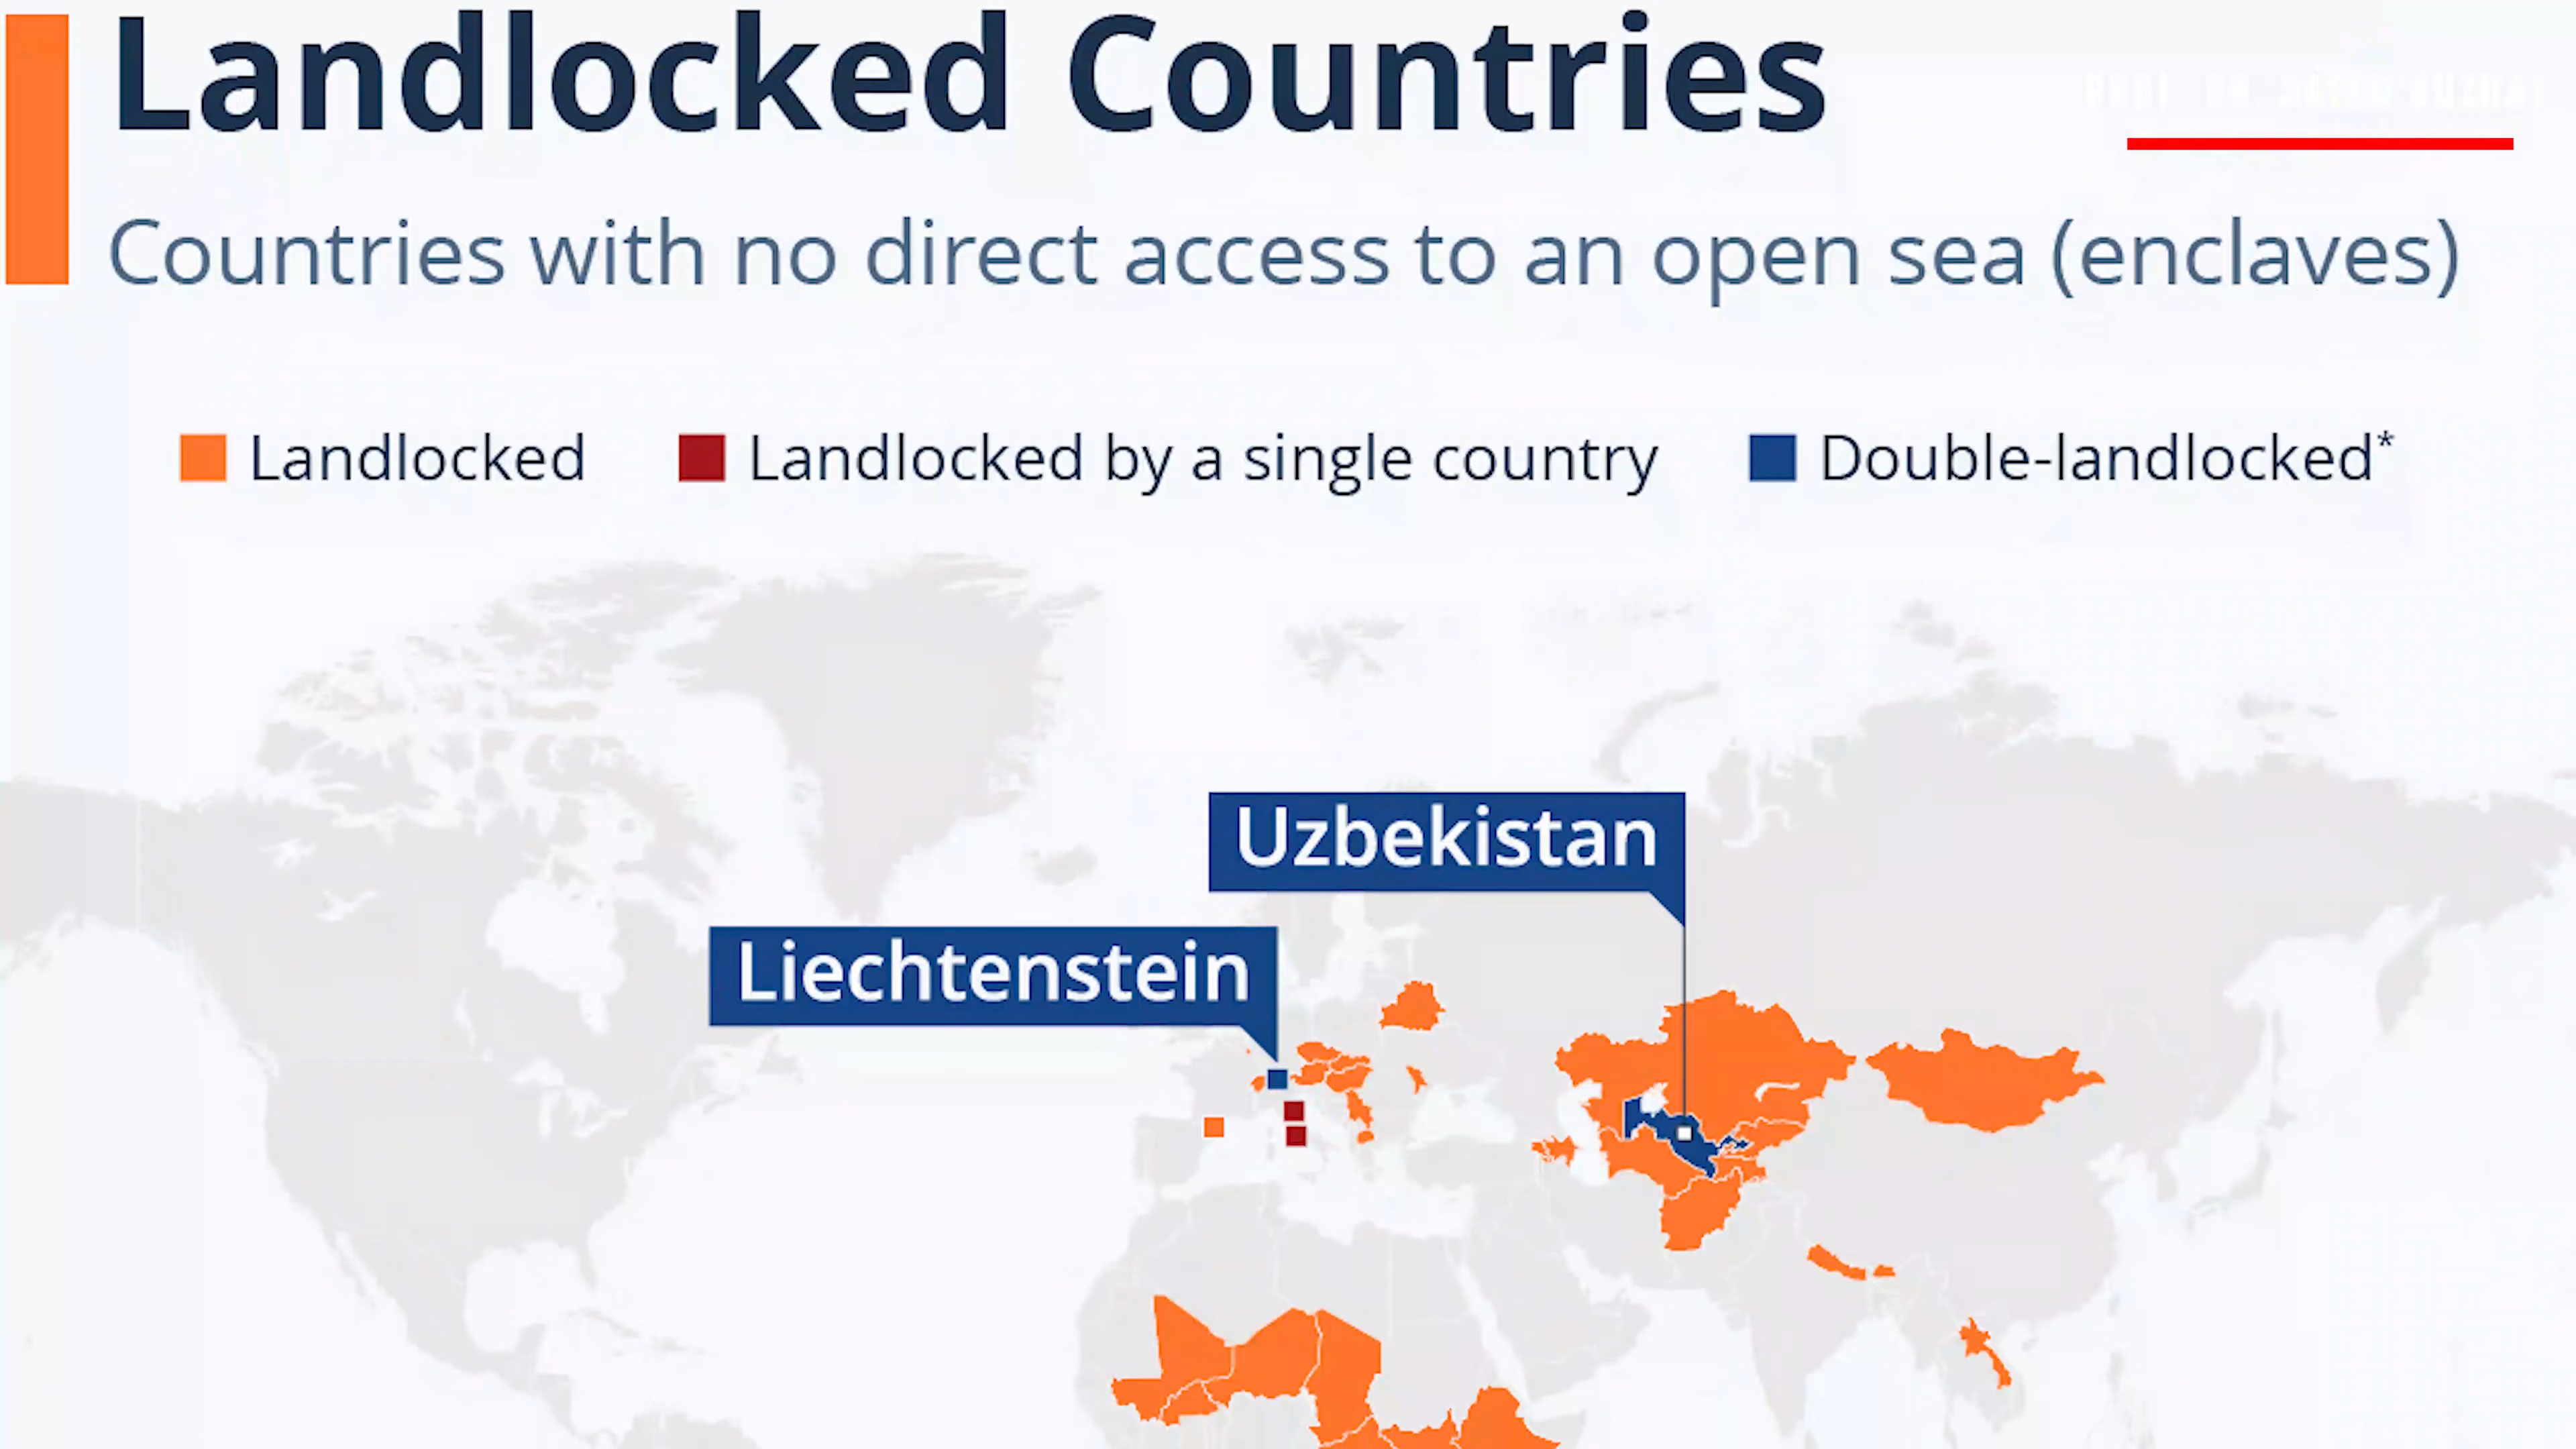 Landlocked Countries
Countries with no direct access to an open sea (enclaves)
Landlocked
Landlocked by a single country
Double-landlocked*
Uzbekistan
Liechtenstein